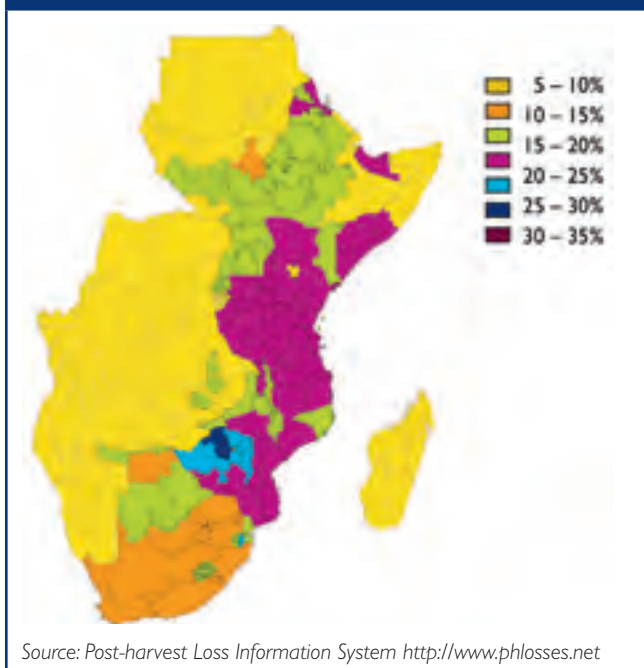 5 – 10%
10 – 15%
15 – 20%
20 – 25%
25 – 30%
30 – 35%
Source: Post-harvest Loss Information System http://www.phlosses.net